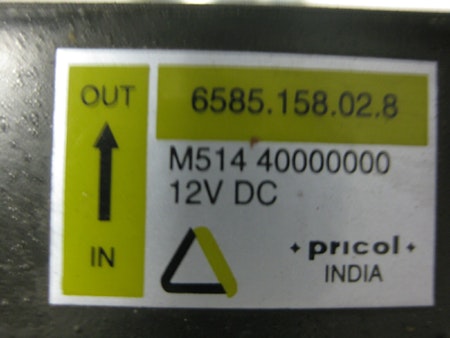 OUT
IN
6585.158.02.8
M514 40000000
12V DC
pricol
INDIA